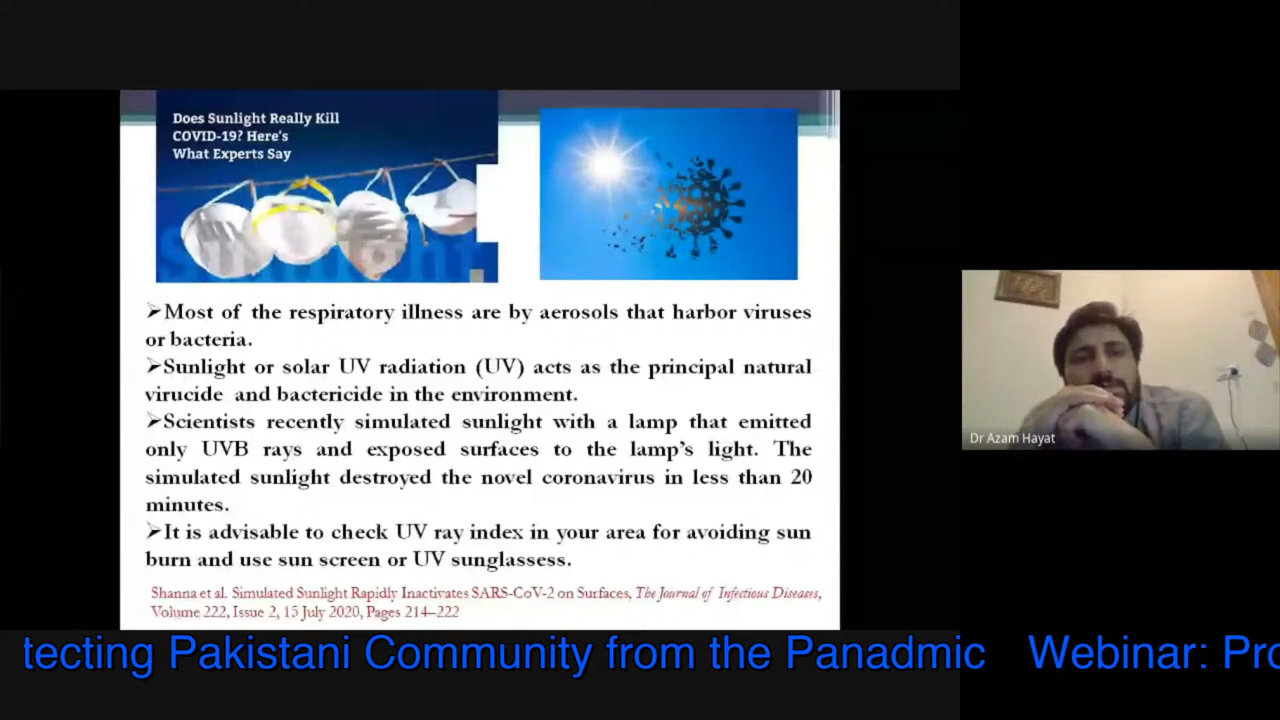 Does Sunlight Really Kill
COVID-19? Here's
What Experts Say
Sunlight
➢Most of the respiratory illness are by aerosols that harbor viruses
or bacteria.
➢Sunlight or solar UV radiation (UV) acts as the principal natural
virucide and bactericide in the environment.
➢Scientists recently simulated sunlight with a lamp that emitted
only UVB rays and exposed surfaces to the lamp's light. The
simulated sunlight destroyed the novel coronavirus in less than 20
minutes.
➢It is advisable to check UV ray index in your area for avoiding sun
burn and use sun screen or UV sunglassess.
Shanna et al. Simulated Sunlight Rapidly Inactivates SARS-CoV-2 on Surfaces, The Journal of Infectious Diseases,
Volume 222, Issue 2, 15 July 2020, Pages 214–222
Dr Azam Hayat
tecting Pakistani Community from the Panadmic Webinar: Pro